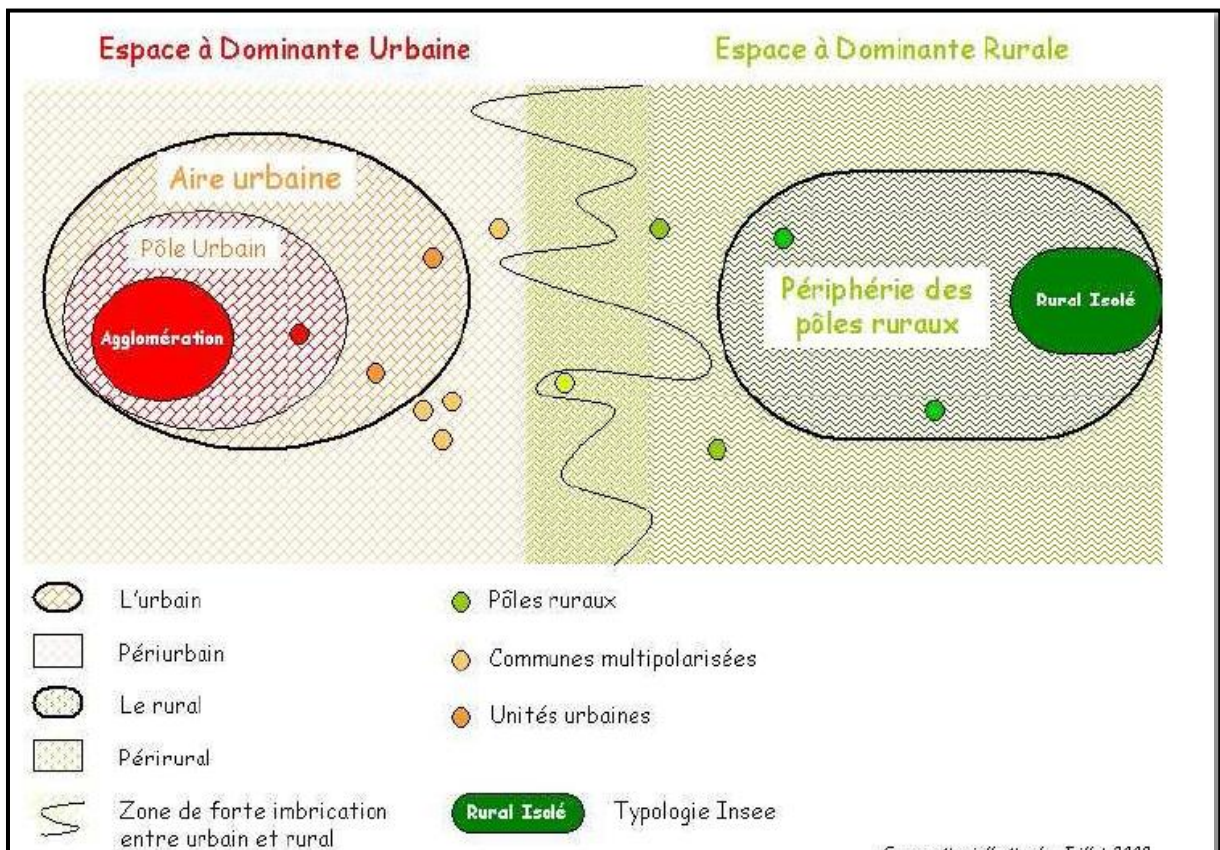 Espace à Dominante Urbaine
Espace à Dominante Rurale
Aire urbaine
Pôle Urbain
Agglomération
Périphérie des
pôles ruraux
Rural Isolé
L'urbain
Périurbain
Le rural
Périrural
Zone de forte imbrication
entre urbain et rural
Pôles ruraux
Communes multipolarisées
Unités urbaines
Rural Isolé
Typologie Insee